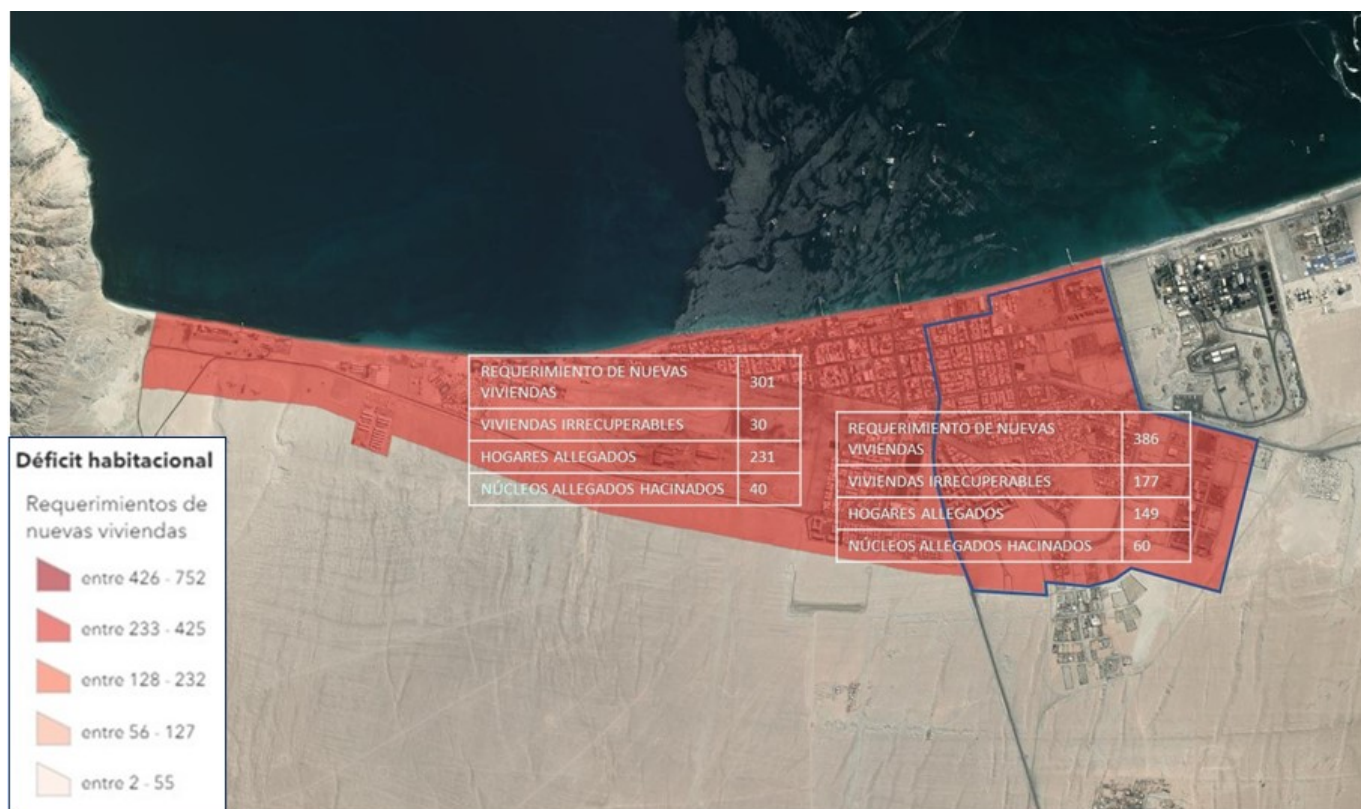 REQUERIMIENTO DE NUEVAS
VIVIENDAS
301
VIVIENDAS IRRECUPERABLES 30
HOGARES ALLEGADOS 231
NÚCLEOS ALLEGADOS HACINADOS 40
REQUERIMIENTO DE NUEVAS
VIVIENDAS
386
VIVIENDAS IRRECUPERABLES 177
HOGARES ALLEGADOS 149
NÚCLEOS ALLEGADOS HACINADOS 60
Déficit habitacional
Requerimientos de
nuevas viviendas
entre 426 - 752
entre 233 - 425
entre 128 - 232
entre 56 - 127
entre 2 - 55